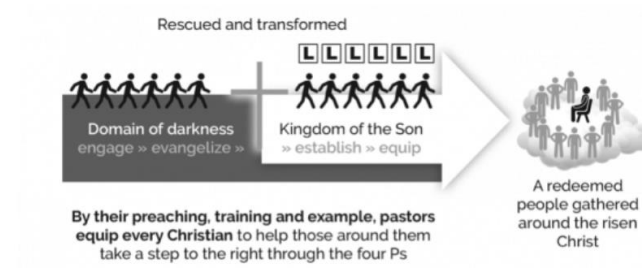 Rescued and transformed
L L L L L L
Domain of darkness
engage » evangelize »
Kingdom of the Son
» establish » equip
By their preaching, training and example, pastors
equip every Christian to help those around them
take a step to the right through the four Ps
A redeemed
people gathered
around the risen
Christ